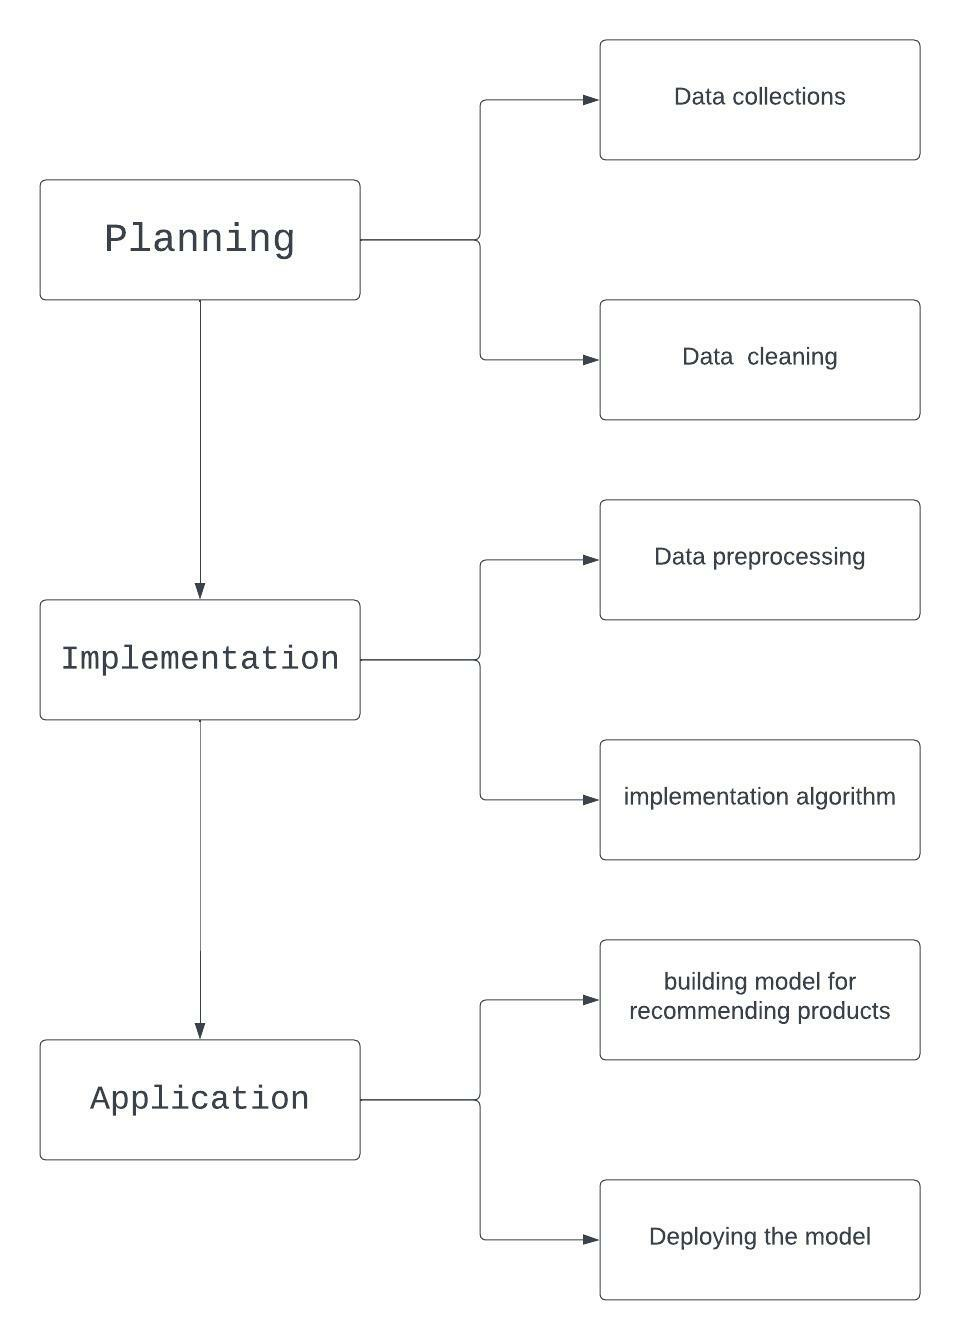 Data collections
Planning
Data  cleaning
Data preprocessing
Implementation
implementation algorithm
building model for
recommending products
Application
Deploying the model